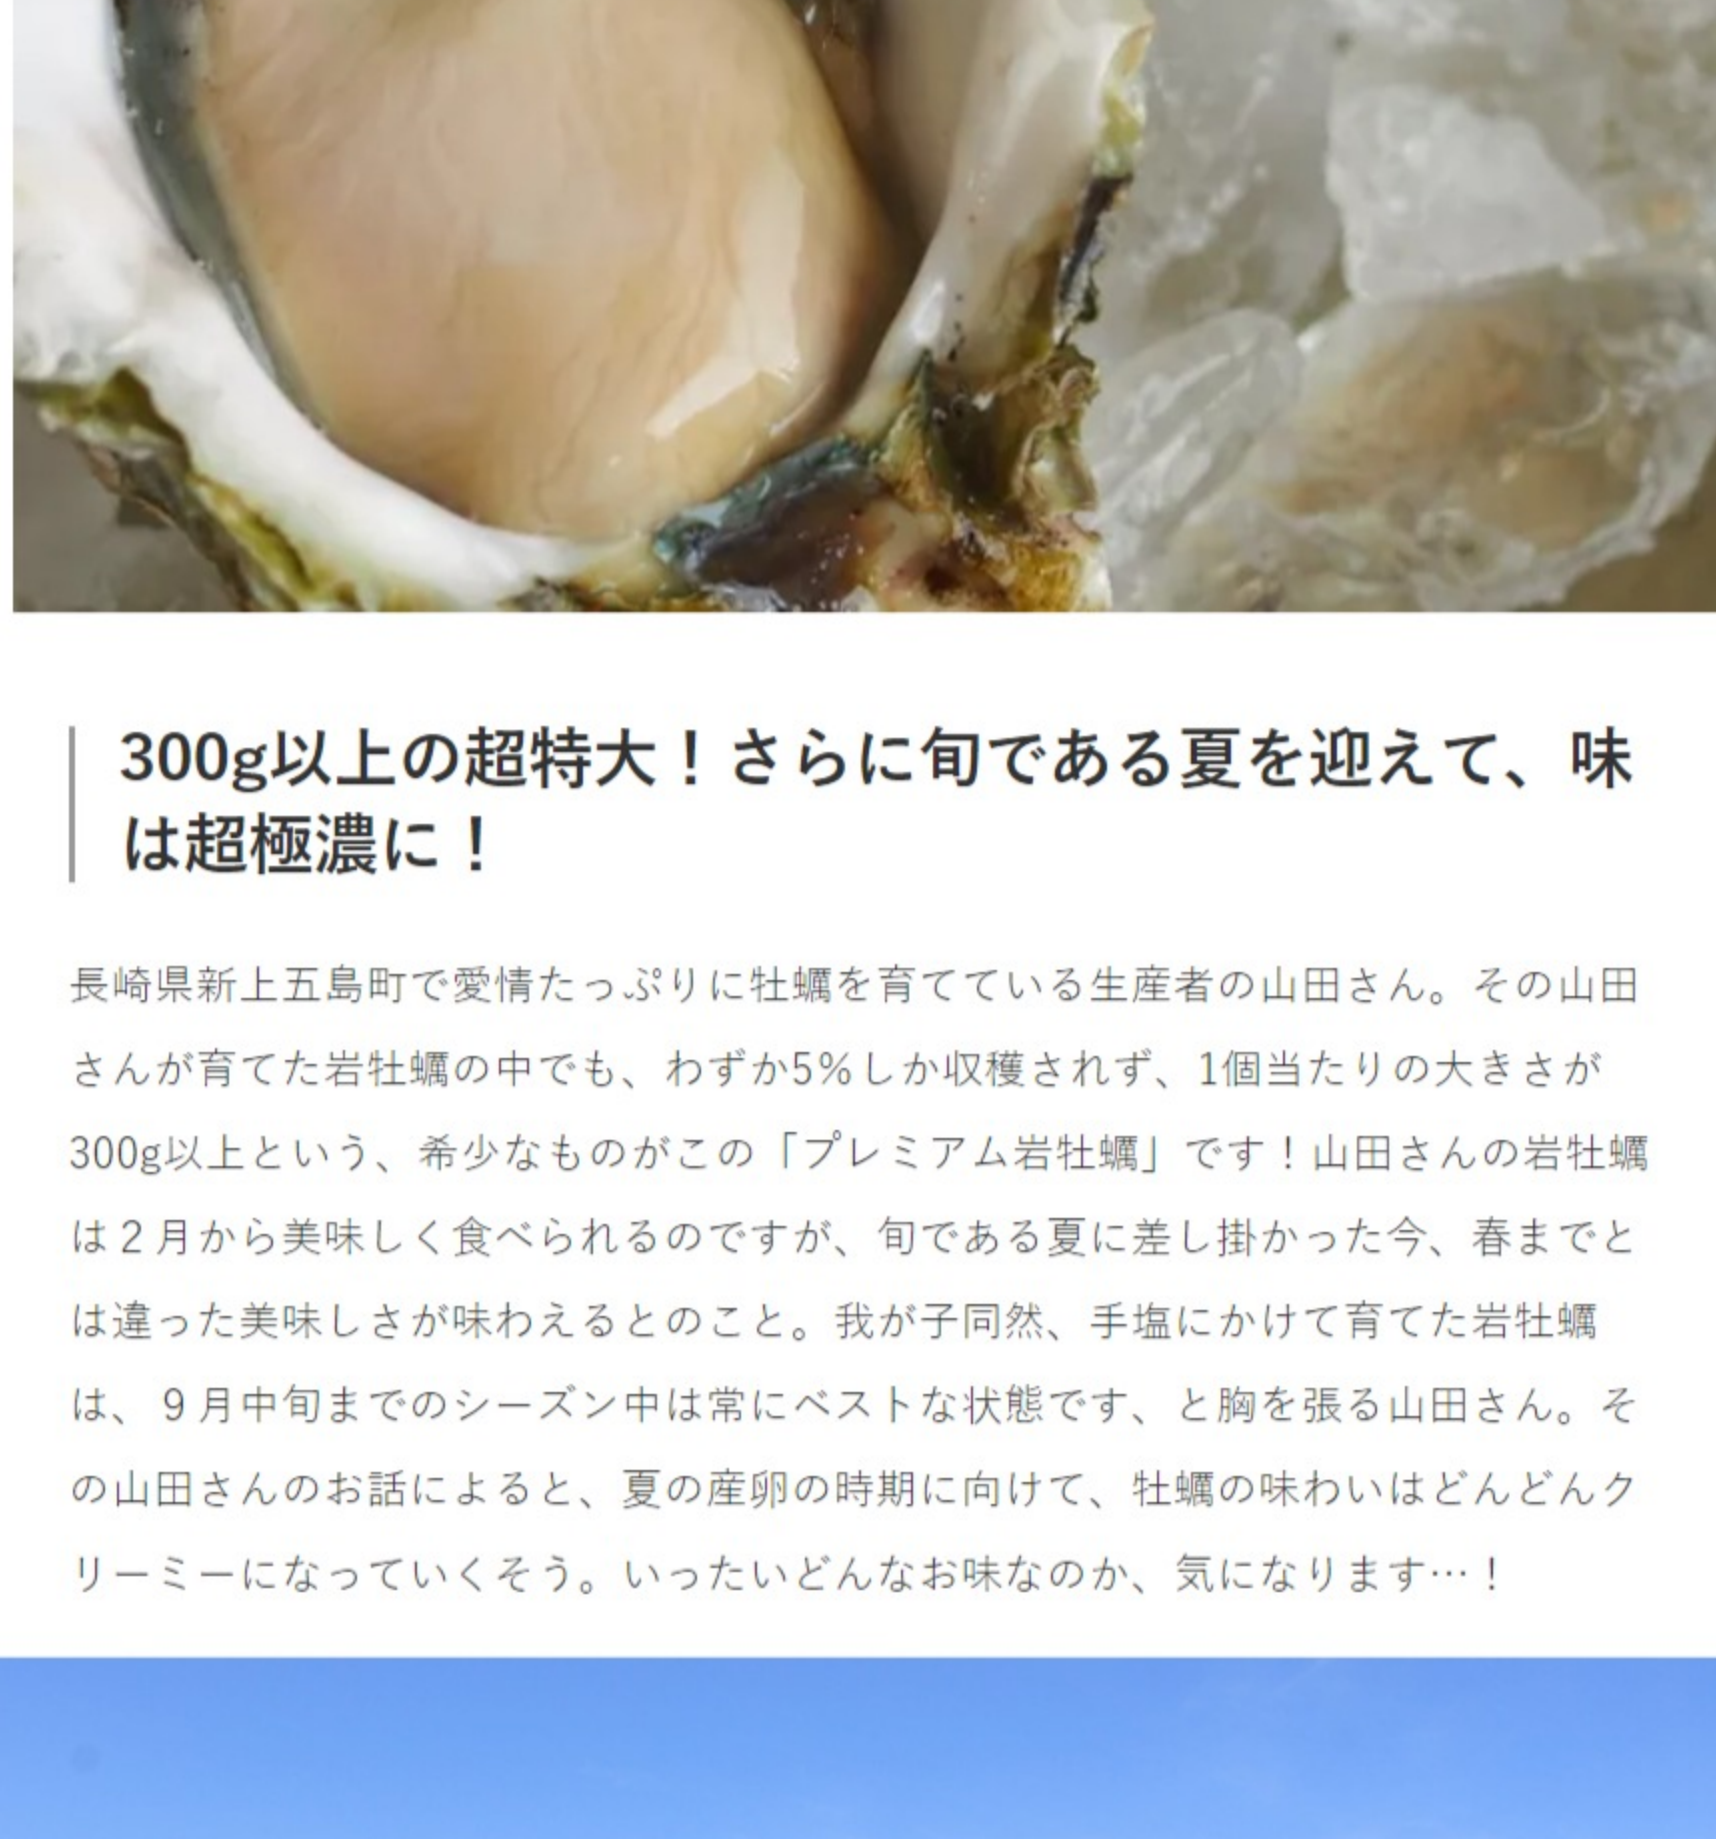 300g以上の超特大！さらに旬である夏を迎えて、味
は超極濃に！
長崎県新上五島町で愛情たっぷりに牡蠣を育てている生産者の山田さん。その山田
さんが育てた岩牡蠣の中でも、わずか5％しか収穫されず、1個当たりの大きさが
300g以上という、希少なものがこの「プレミアム岩牡蠣」です！山田さんの岩牡蠣
は２月から美味しく食べられるのですが、旬である夏に差し掛かった今、春までと
は違った美味しさが味わえるとのこと。我が子同然、手塩にかけて育てた岩牡蠣
は、９月中旬までのシーズン中は常にベストな状態です、と胸を張る山田さん。そ
の山田さんのお話によると、夏の産卵の時期に向けて、牡蠣の味わいはどんどんク
リーミーになっていくそう。いったいどんなお味なのか、気になります…！